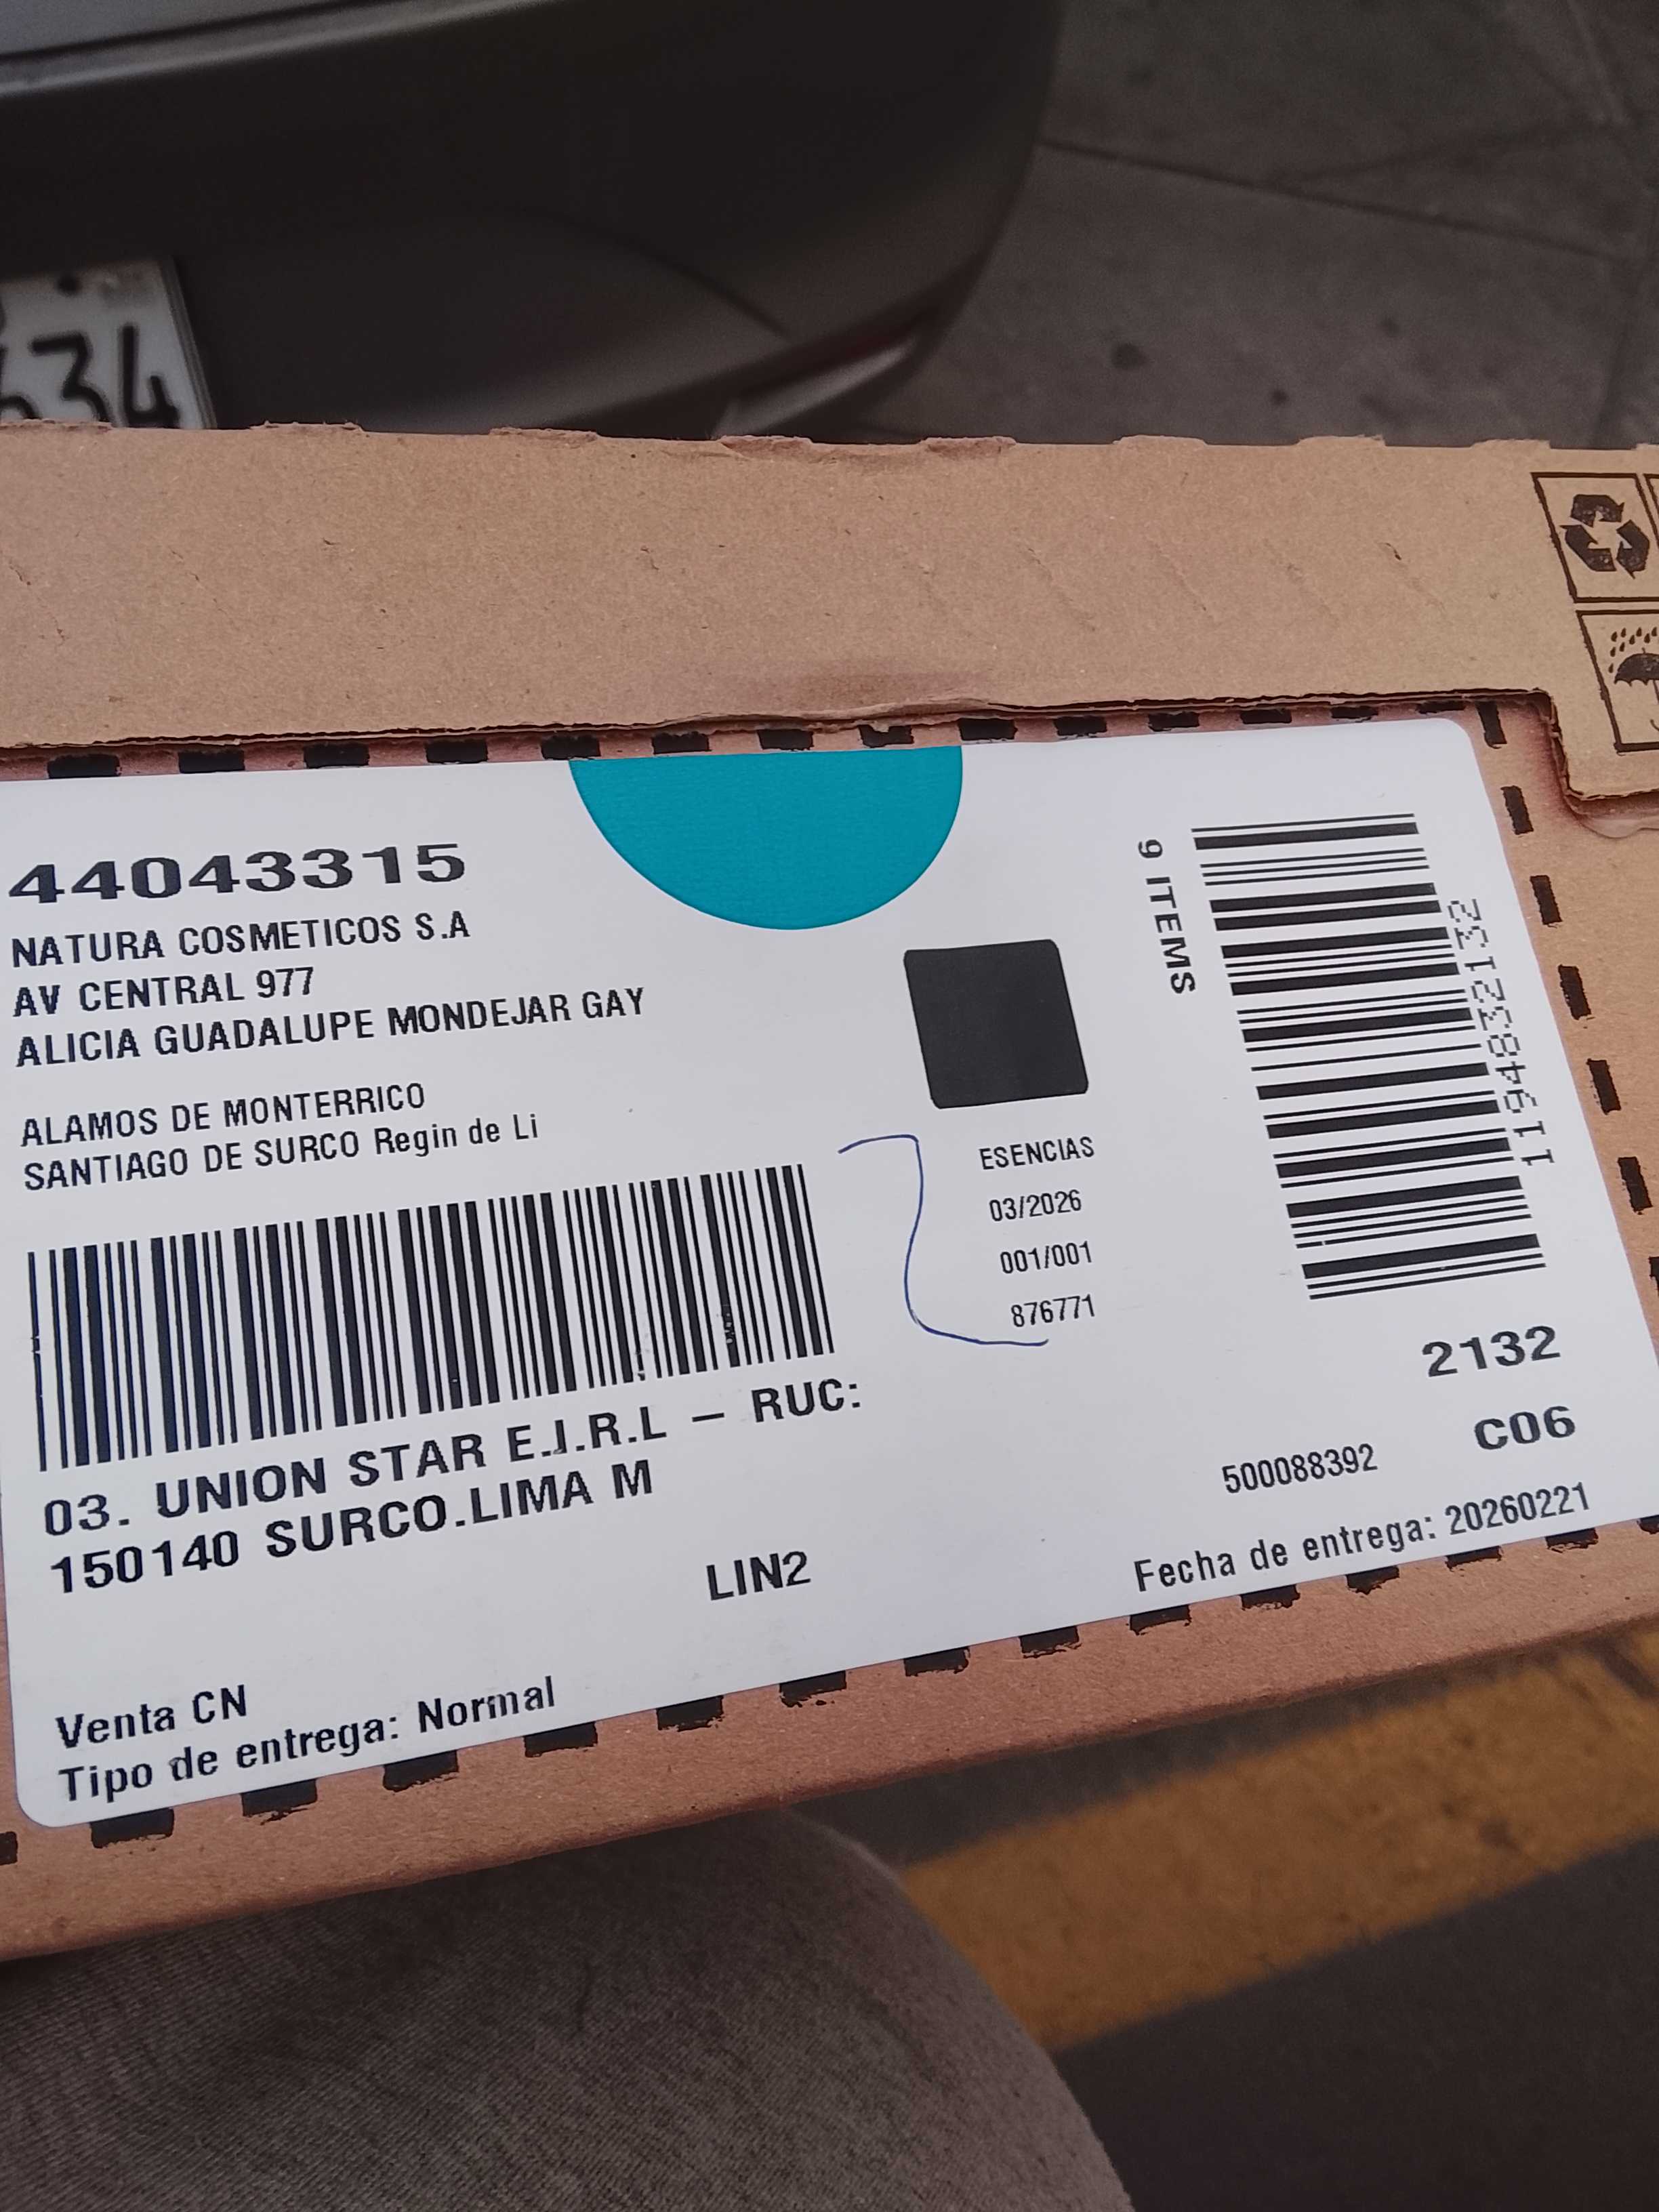 634
44043315
NATURA COSMETICOS S.A
AV CENTRAL 977
ALICIA GUADALUPE MONDEJAR GAY
ALAMOS DE MONTERRICO
SANTIAGO DE SURCO Regin de Li
03. UNION STAR E.I.R.L – RUC:
150140 SURCO.LIMA M
LIN2
Venta CN
Tipo de entrega: Normal
ESENCIAS
03/2026
001/001
876771
9 ITEMS
1194832132
2132
C06
500088392
Fecha de entrega: 20260221